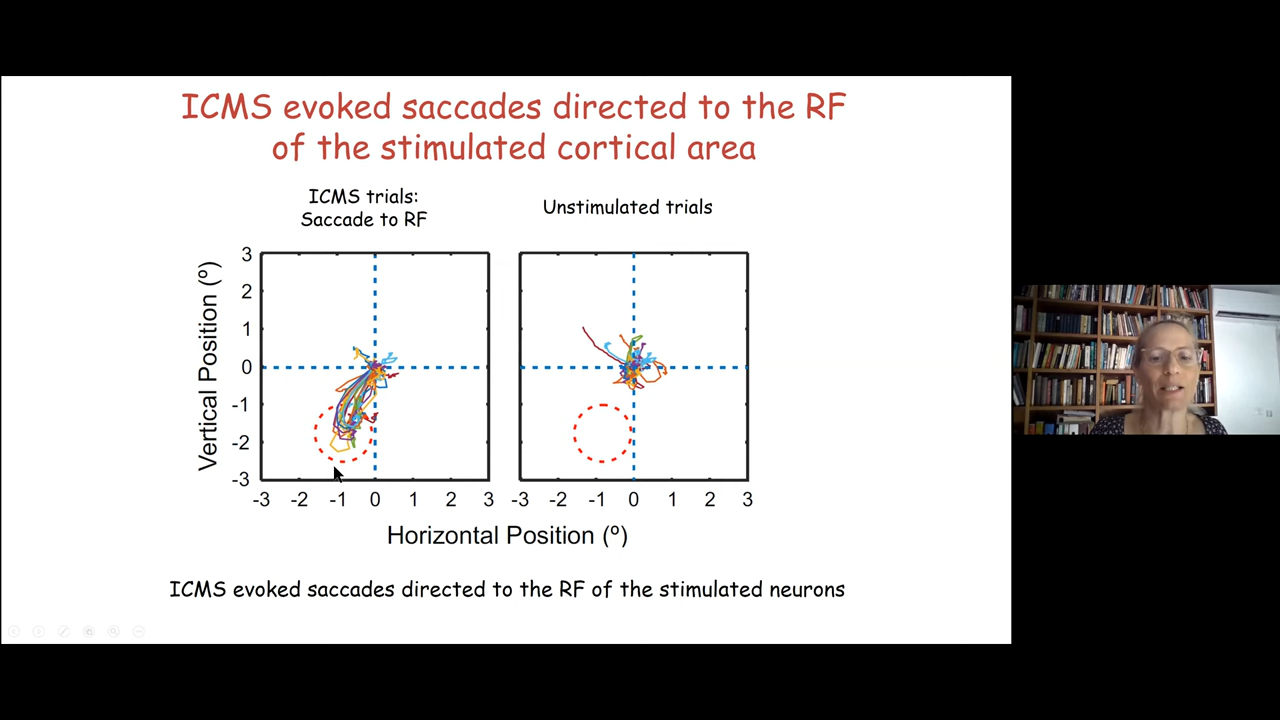 ICMS evoked saccades directed to the RF
of the stimulated cortical area
ICMS trials:
Saccade to RF
Unstimulated trials
Vertical Position (º)
3
2
1
0
-1
-2
-3
-3 -2 -1 0 1 2 3
-3 -2 -1 0 1 2 3
Horizontal Position (º)
ICMS evoked saccades directed to the RF of the stimulated neurons